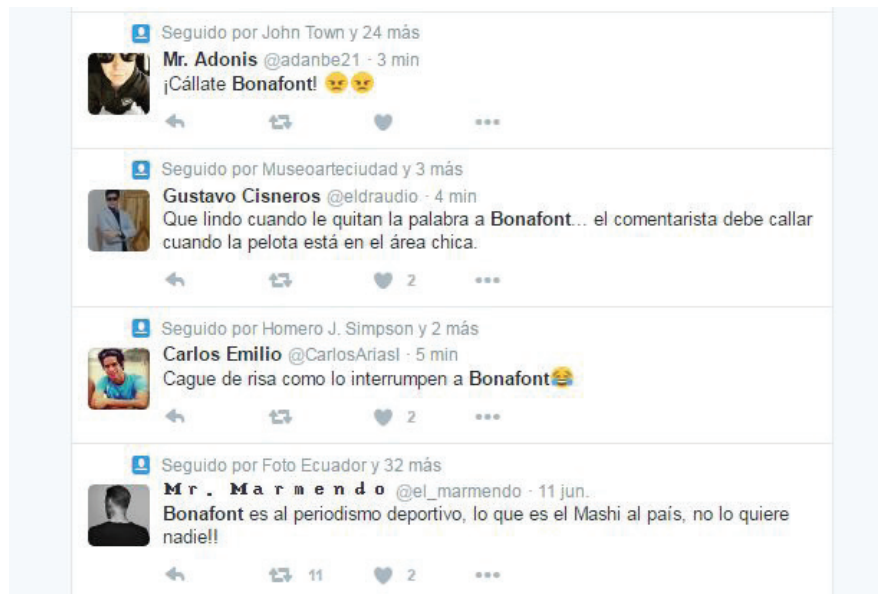 Seguido por John Town y 24 más
Mr. Adonis @adanbe21 · 3 min
¡Cállate Bonafont! 😠😠
Seguido por Museoarteciudad y 3 más
Gustavo Cisneros @eldraudio · 4 min
Que lindo cuando le quitan la palabra a Bonafont... el comentarista debe callar
cuando la pelota está en el área chica.
2
Seguido por Homero J. Simpson y 2 más
Carlos Emilio @CarlosAriasI · 5 min
Cague de risa como lo interrumpen a Bonafont😂
2
Seguido por Foto Ecuador y 32 más
Mr. Marmendo @el_marmendo · 11 jun.
Bonafont es al periodismo deportivo, lo que es el Mashi al país, no lo quiere
nadie!!
11 2